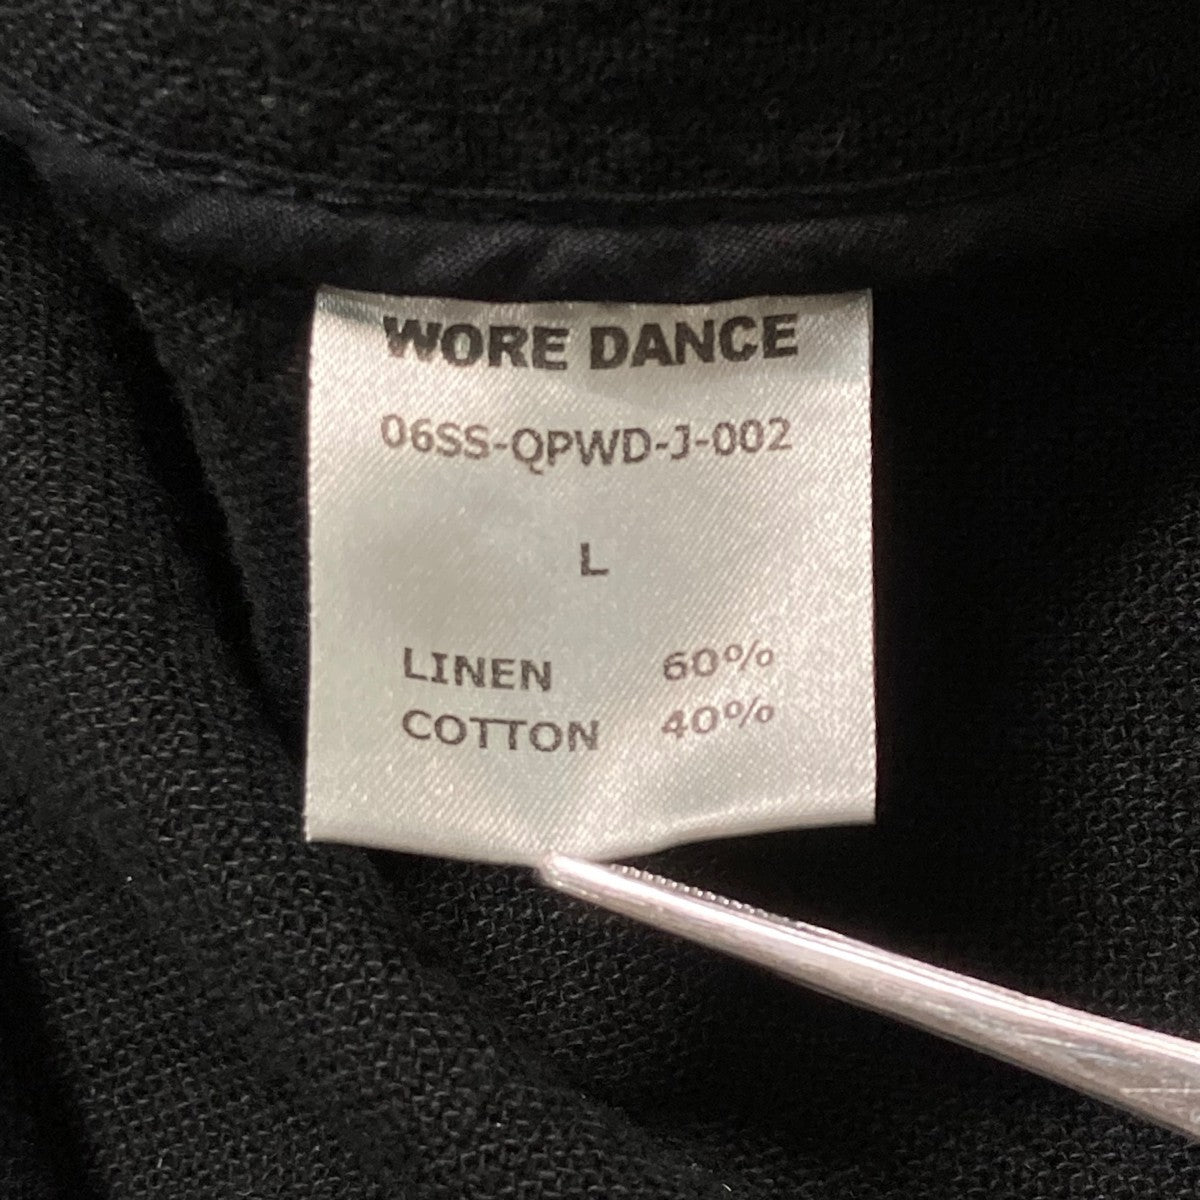 WORE DANCE
06SS-QPWD-J-002
L
LINEN 60%
COTTON 40%